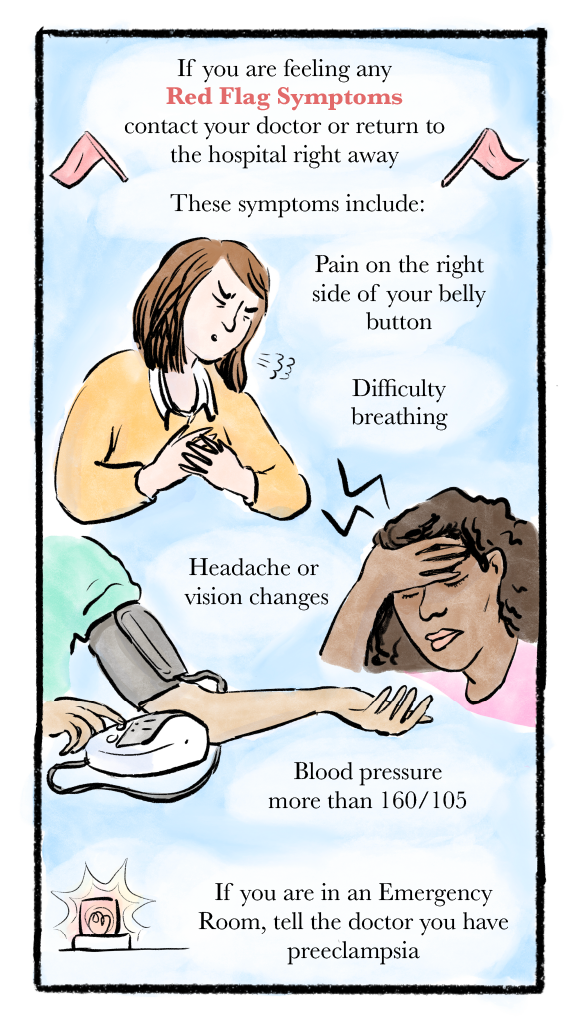 If you are feeling any
Red Flag Symptoms
contact your doctor or return to
the hospital right away
These symptoms include:
Pain on the right
side of your belly
button
Difficulty
breathing
Headache or
vision changes
Blood pressure
more than 160/105
If you are in an Emergency
Room, tell the doctor you have
preeclampsia